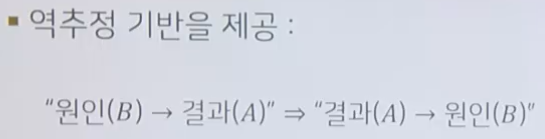 ▪ 역추정 기반을 제공 :
“원인(B) → 결과(A)” ⇒ “결과(A) → 원인(B)”